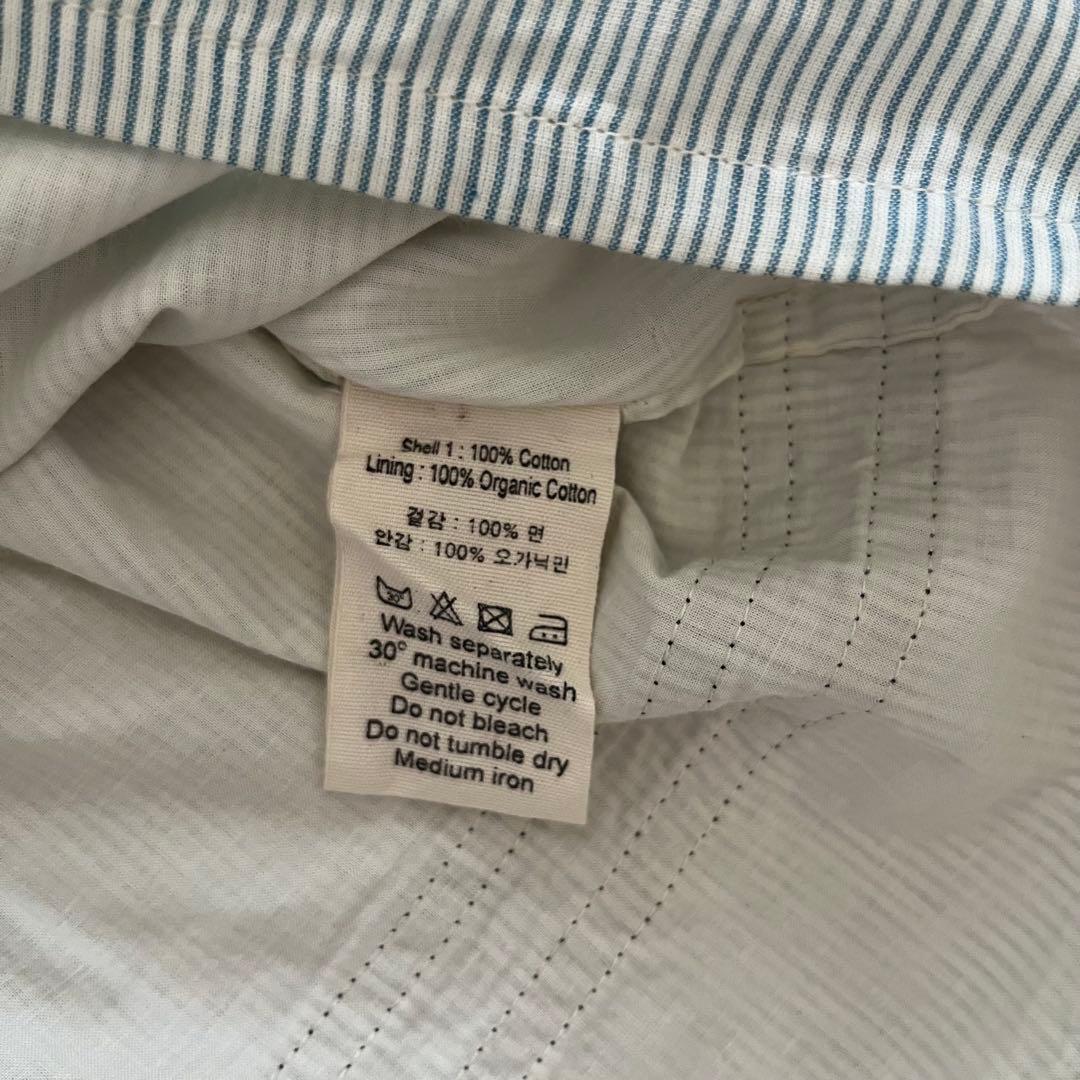 Shell 1 : 100% Cotton
Lining : 100% Organic Cotton
겉감 : 100% 면
안감 : 100% 오가닉면
30°
Wash separately
30° machine wash
Gentle cycle
Do not bleach
Do not tumble dry
Medium iron